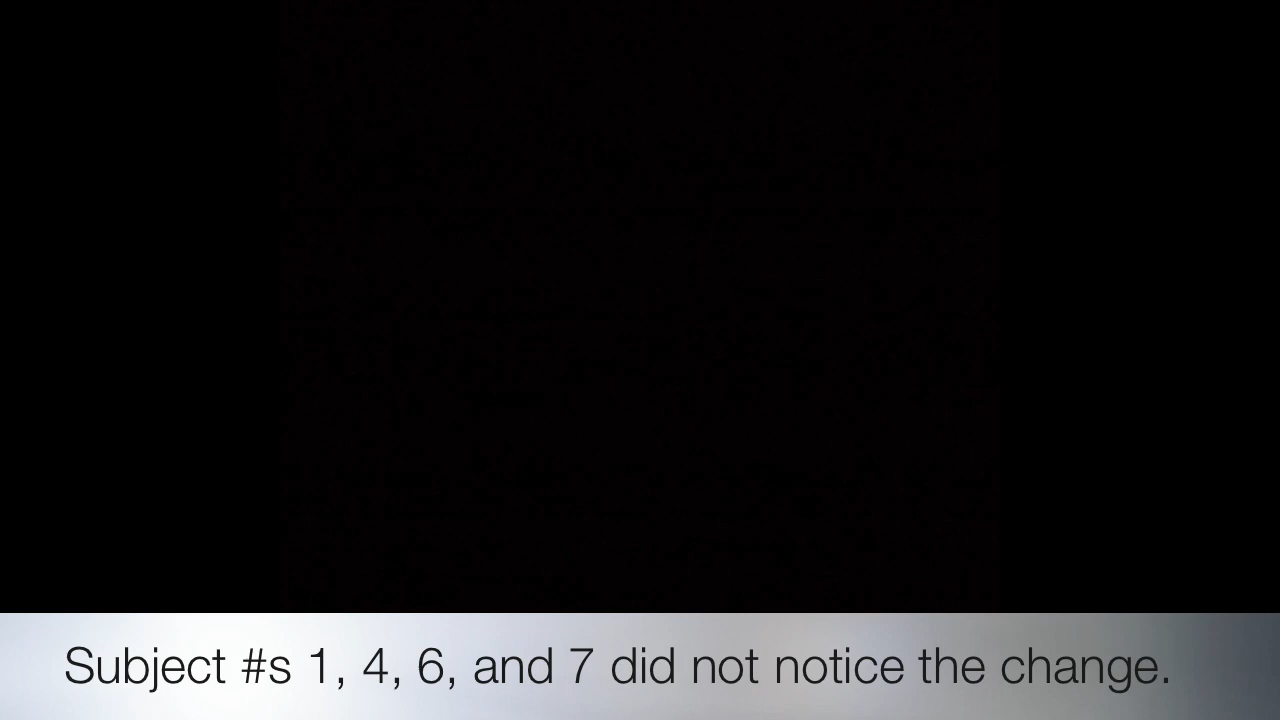 Subject #s 1, 4, 6, and 7 did not notice the change.